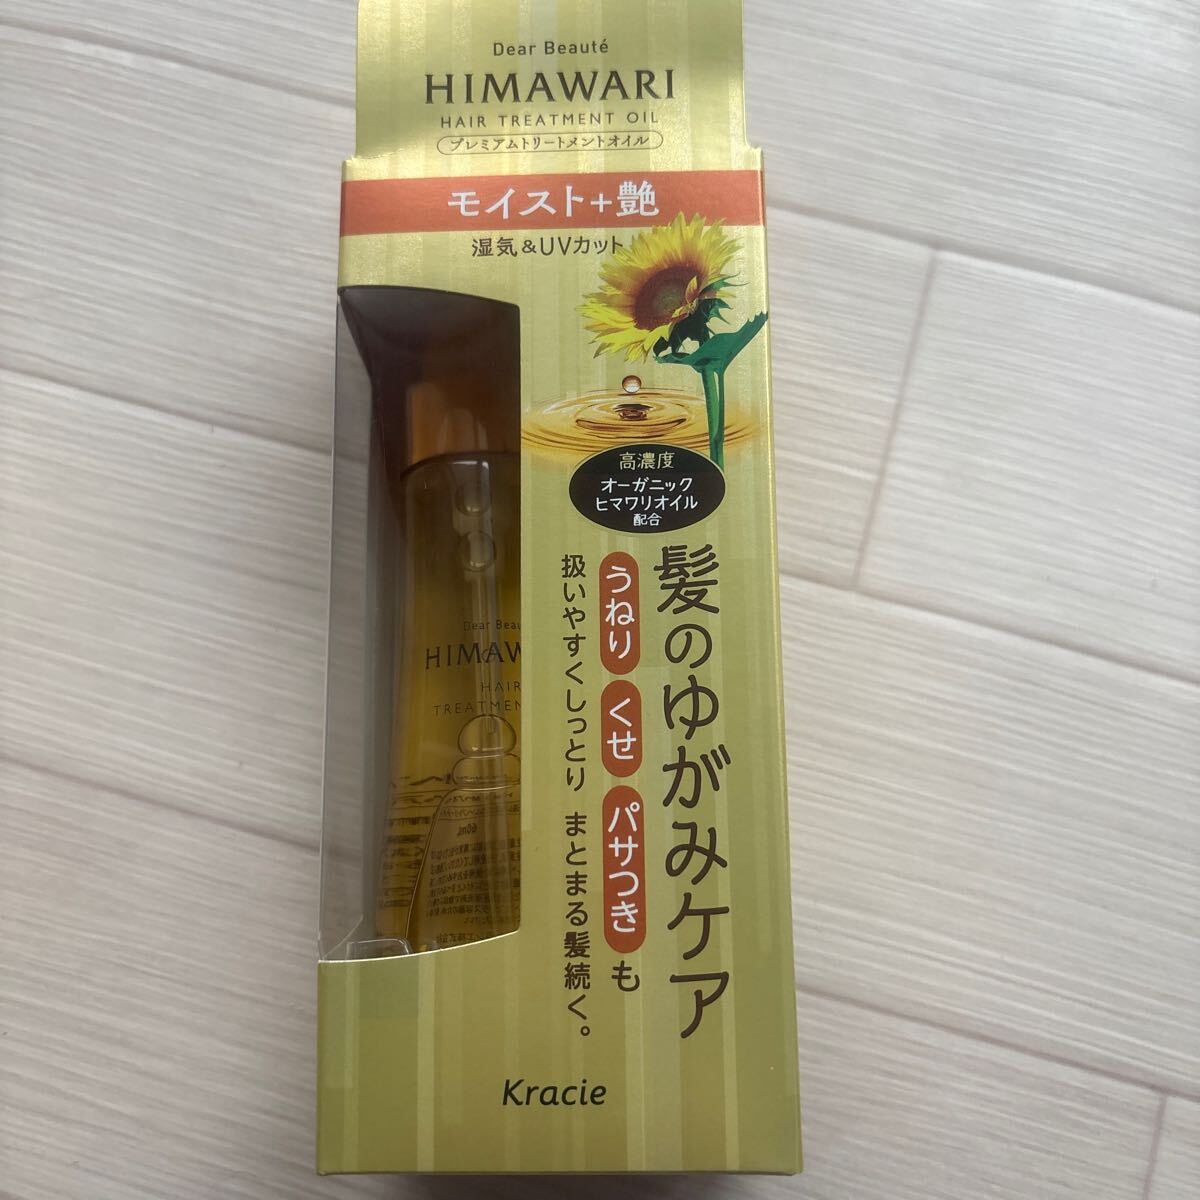 Dear Beauté
HIMAWARI
HAIR TREATMENT OIL
プレミアムトリートメントオイル
モイスト+艶
湿気&UVカット
高濃度
オーガニック
ヒマワリオイル
配合
髪のゆがみケア
うねり くせ パサつきも
扱いやすくしっとり まとまる髪続く。
Dear Beau
HIMAW
HAIR
TREATMEN
60mL
Kracie